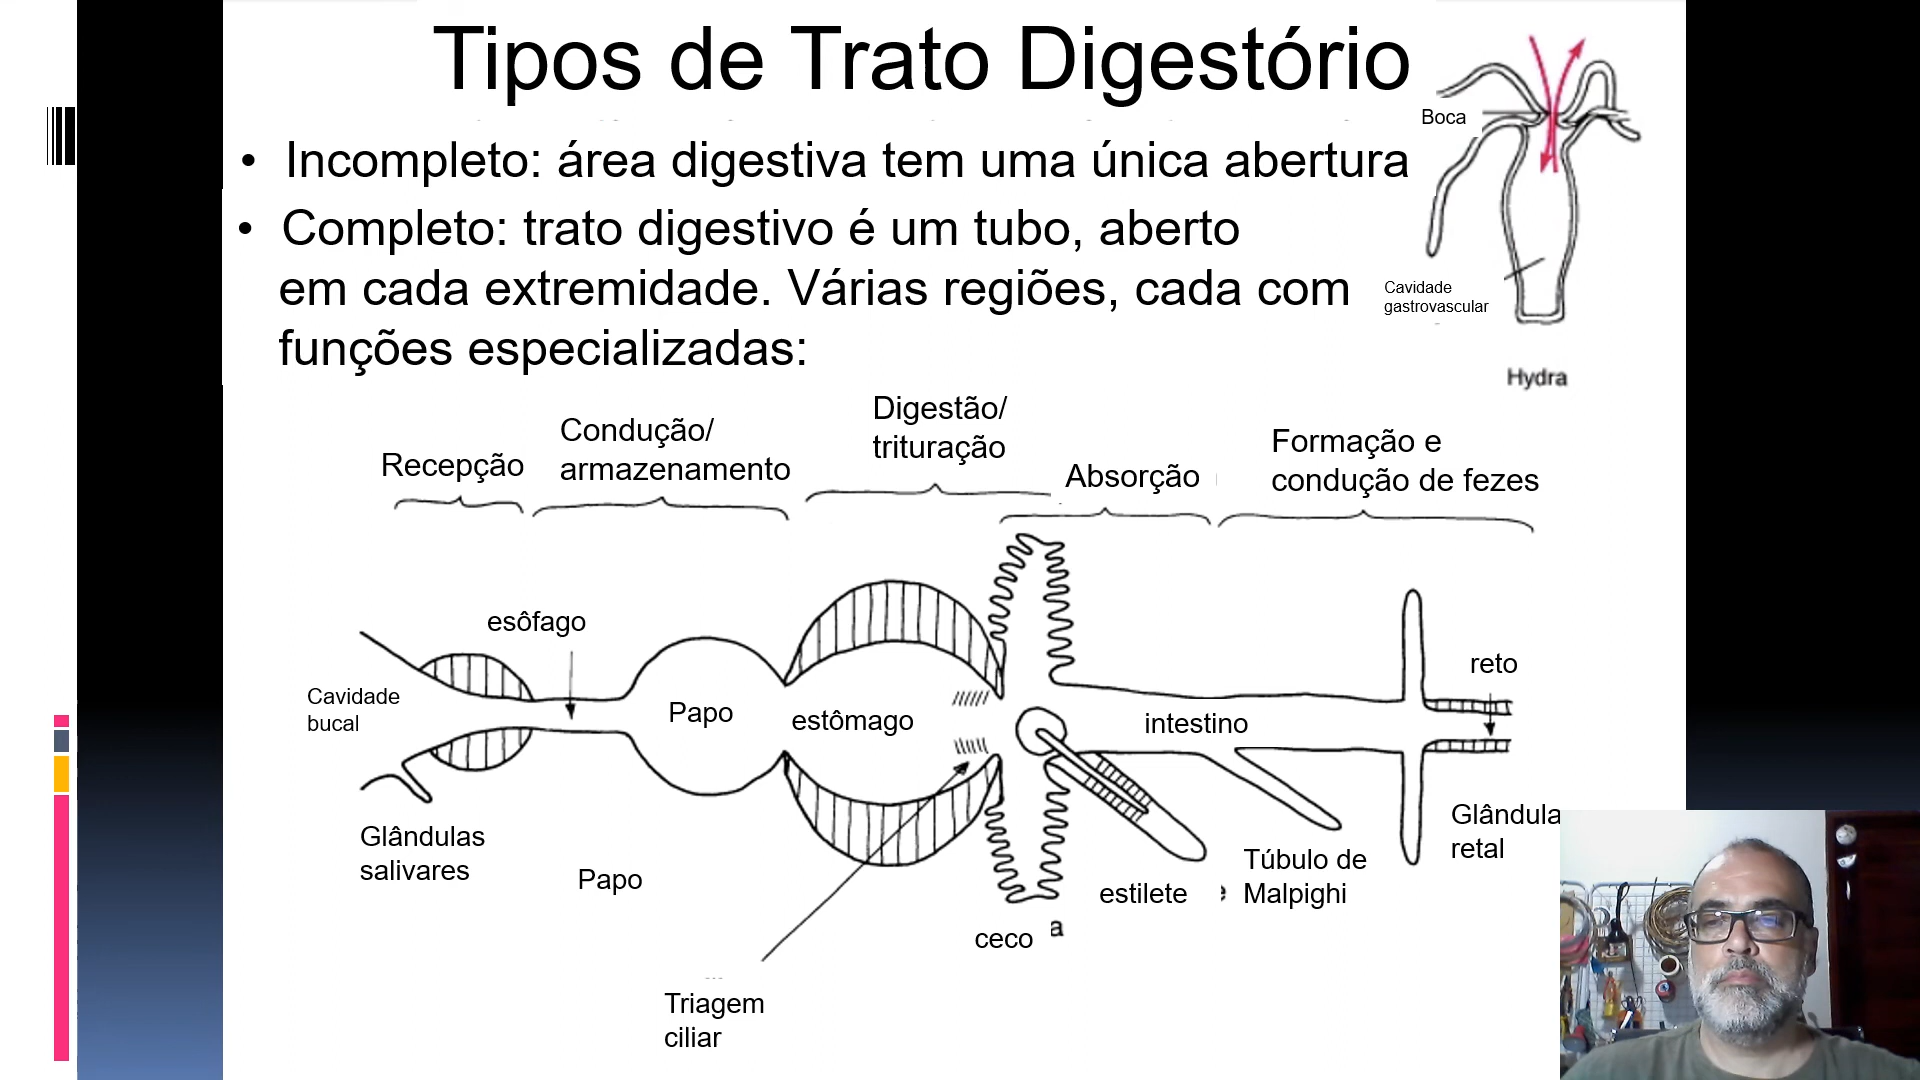 Tipos de Trato Digestório
• Incompleto: área digestiva tem uma única abertura
• Completo: trato digestivo é um tubo, aberto
em cada extremidade. Várias regiões, cada com
funções especializadas:
Boca
Cavidade
gastrovascular
Hydra
Recepção
Condução/
armazenamento
Digestão/
trituração
Absorção
Formação e
condução de fezes
esôfago
Cavidade
bucal
Papo
estômago
intestino
reto
Glândulas
salivares
Papo
Triagem
ciliar
ceco
a
estilete
Túbulo de
Malpighi
Glândula
retal